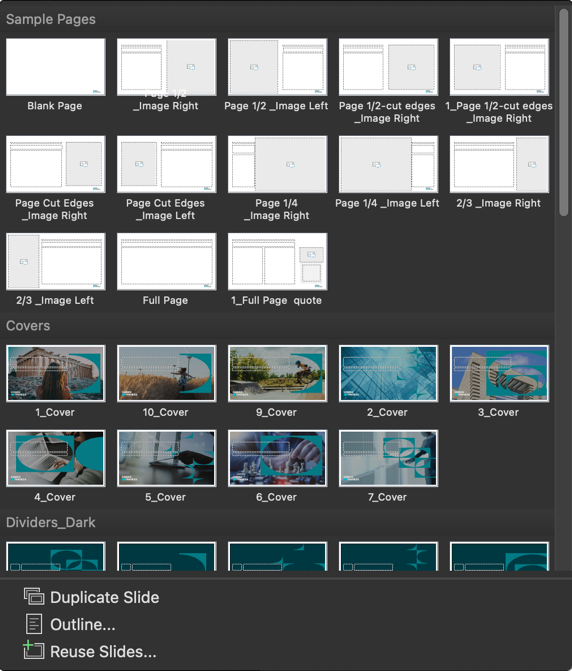 Sample Pages
Blank Page
Page 1/2
_Image Right
Page 1/2 _Image Left
Page 1/2-cut edges
_Image Right
1_Page 1/2-cut edges
_Image Right
Page Cut Edges
_Image Right
Page Cut Edges
_Image Left
Page 1/4
_Image Right
Page 1/4 _Image Left
2/3 _Image Right
2/3 _Image Left
Full Page
1_Full Page quote
Covers
1_Cover
10_Cover
9_Cover
2_Cover
3_Cover
4_Cover
5_Cover
6_Cover
7_Cover
Dividers_Dark
Duplicate Slide
Outline...
Reuse Slides...